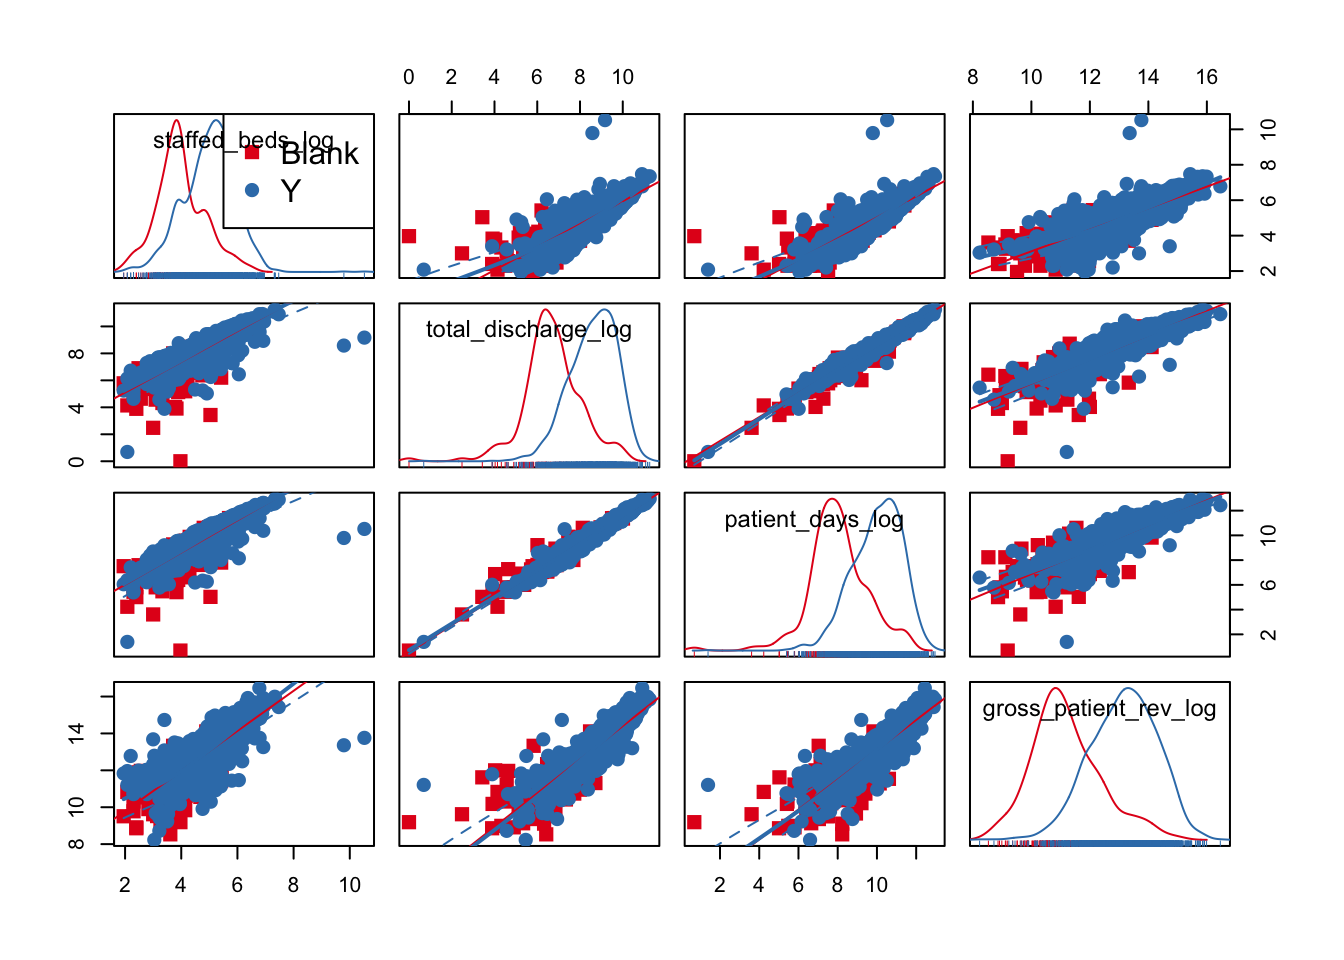 0 2 4 6 8 10
8 10 12 14 16
staffed_beds_log
Blank
Y
2 4 6 8 10
total_discharge_log
0 4 8
patient_days_log
2 6 10
gross_patient_rev_log
8 10 14
2 4 6 8 10
2 4 6 8 10